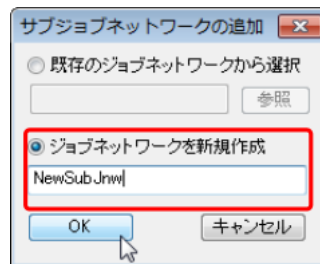 サブジョブネットワークの追加
既存のジョブネットワークから選択
参照
ジョブネットワークを新規作成
NewSubJnw
OK
キャンセル